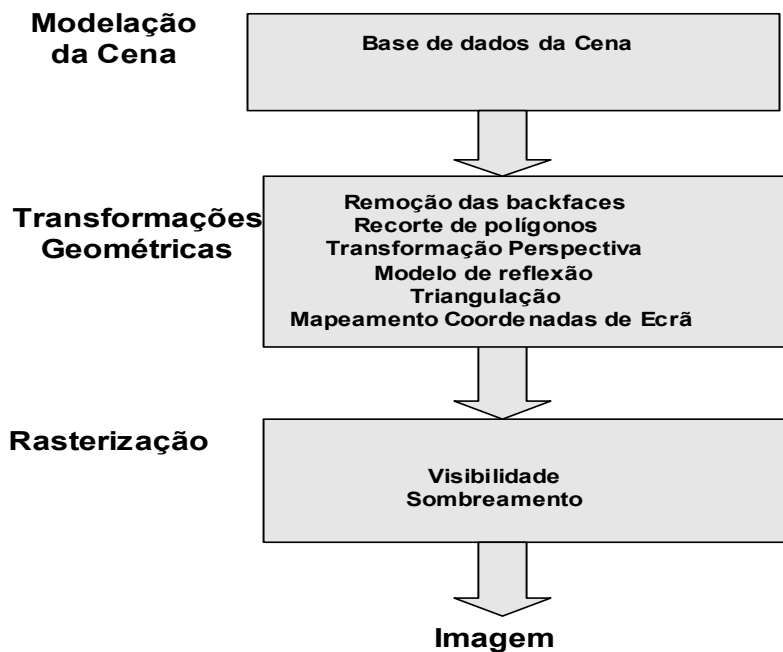 Modelação
da Cena
Base de dados da Cena
Transformações
Geométricas
Remoção das backfaces
Recorte de polígonos
Transformação Perspectiva
Modelo de reflexão
Triangulação
Mapeamento Coordenadas de Ecrã
Rasterização
Visibilidade
Sombreamento
Imagem